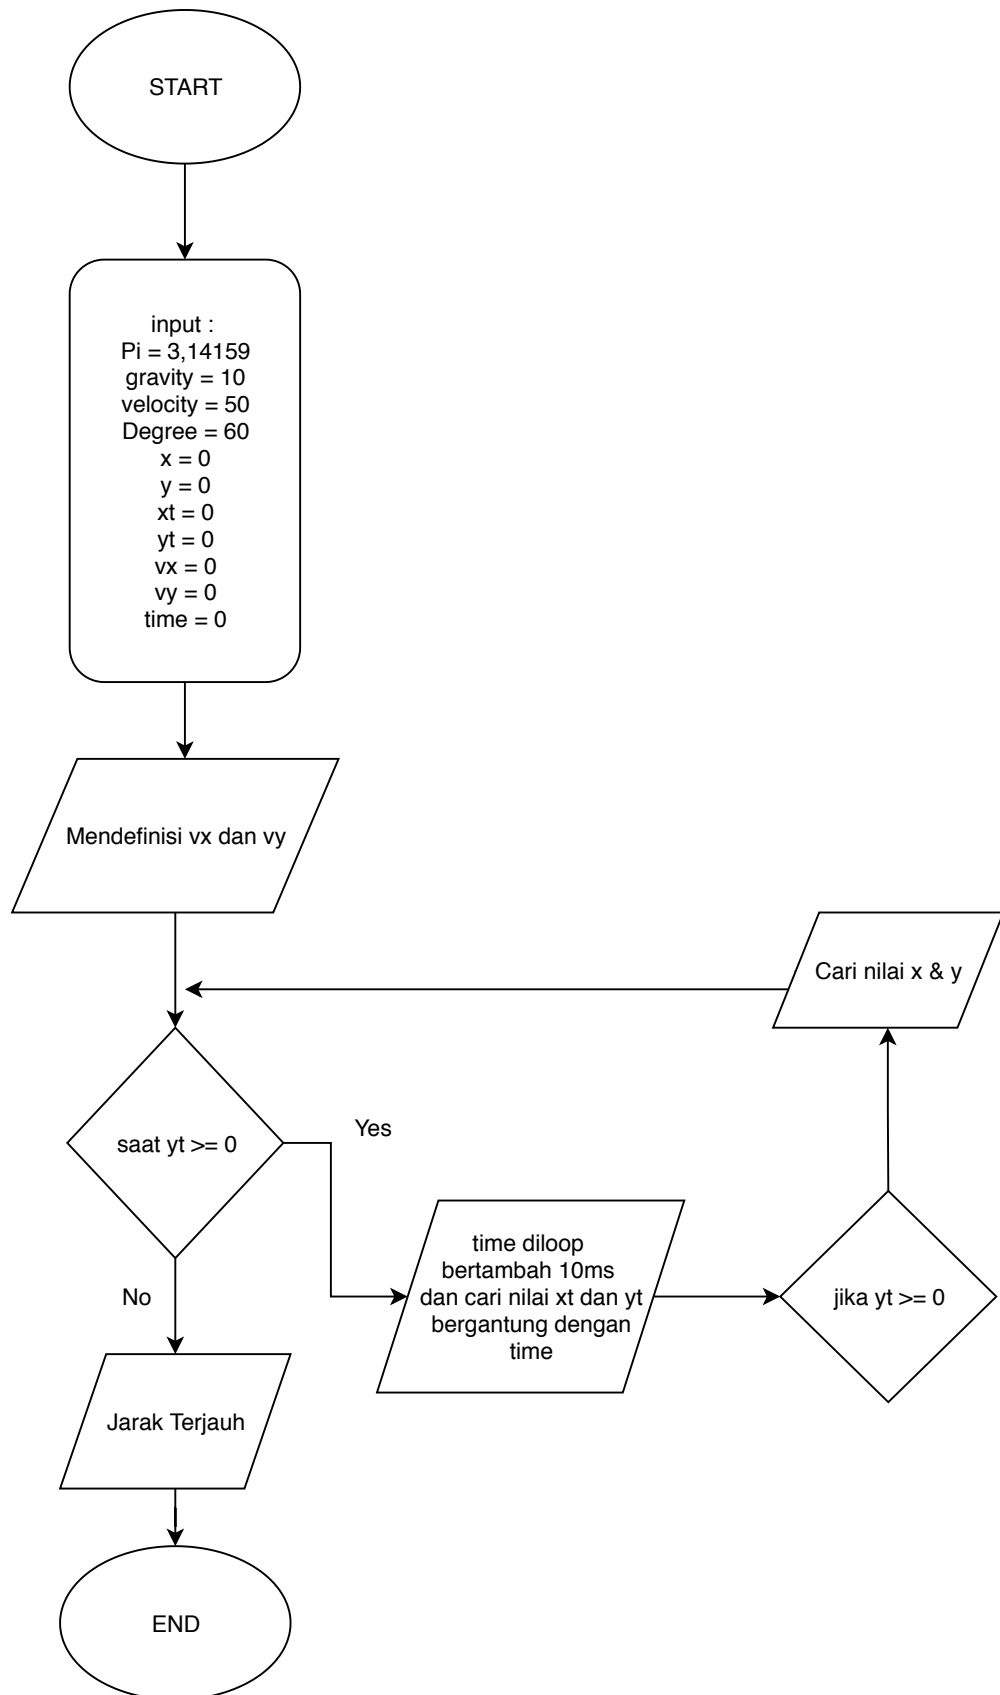 START
input :
Pi = 3,14159
gravity = 10
velocity = 50
Degree = 60
x = 0
y = 0
xt = 0
yt = 0
vx = 0
vy = 0
time = 0
Mendefinisi vx dan vy
Cari nilai x & y
saat yt >= 0
Yes
time diloop
bertambah 10ms
dan cari nilai xt dan yt
bergantung dengan
time
jika yt >= 0
No
Jarak Terjauh
END